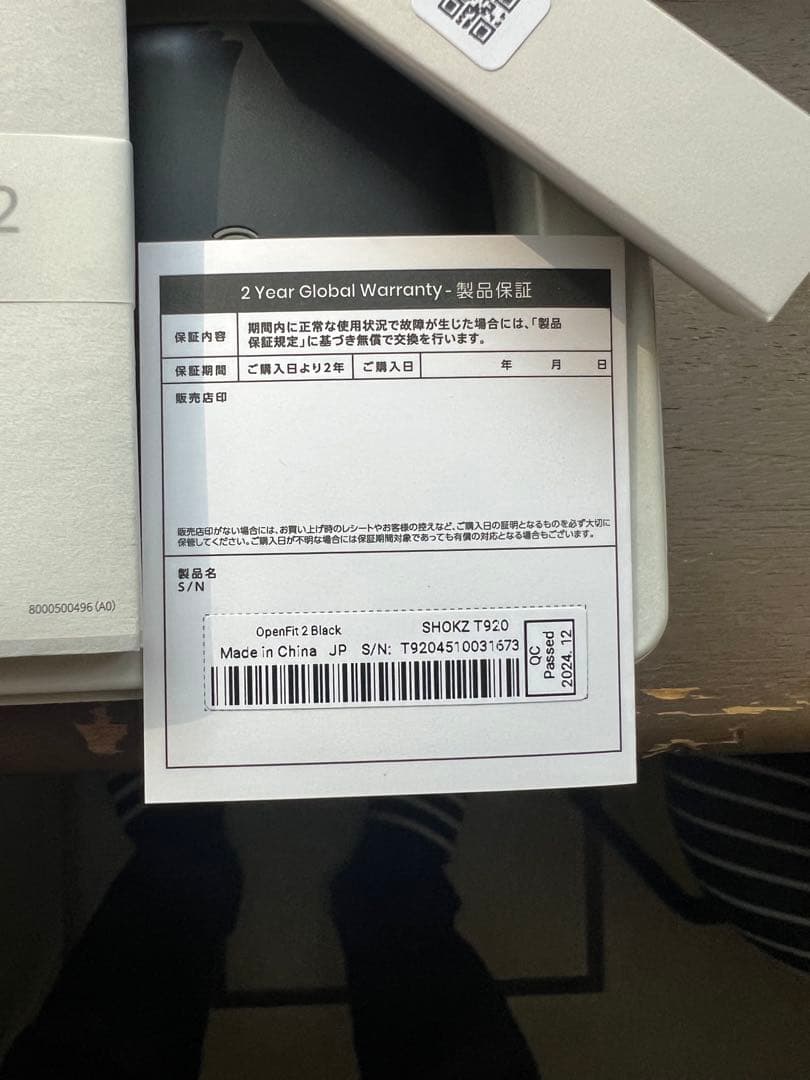 2
8000500496 (A0)
2 Year Global Warranty - 製品保証
保証内容
期間内に正常な使用状況で故障が生じた場合には、「製品
保証規定」に基づき無償で交換を行います。
保証期間 ご購入日より2年 ご購入日 年 月 日
販売店印
販売店印がない場合には、お買い上げ時のレシートやお客様の控えなど、ご購入日の証明となるものを必ず大切に
保管してください。ご購入日が不明な場合には保証期間対象であっても有償の対応となる場合もございます。
製品名
S/N
OpenFit 2 Black SHOKZ T920
Made in China JP S/N: T9204510031673
QC
Passed
2024. 12